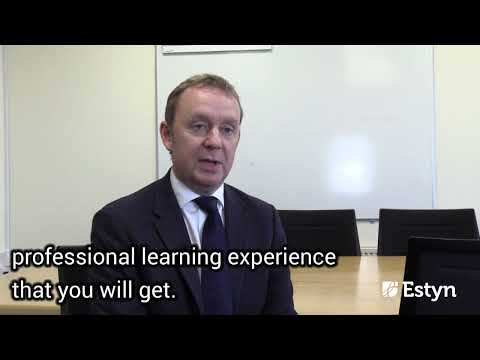 professional learning experience
that you will get.
Estyn